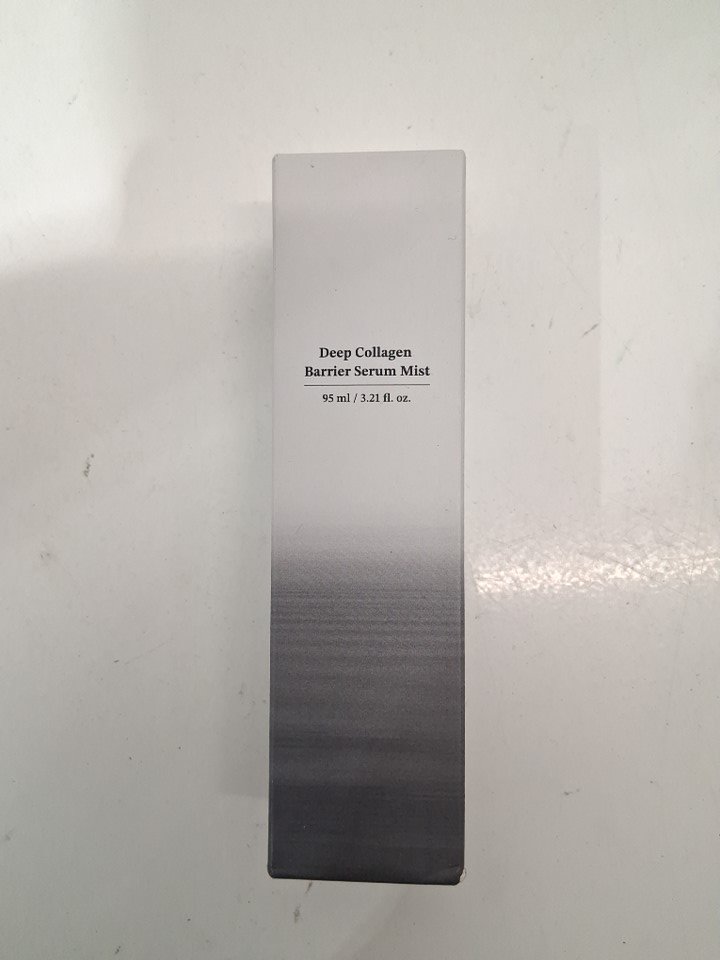 Deep Collagen
Barrier Serum Mist
95 ml / 3.21 fl. oz.